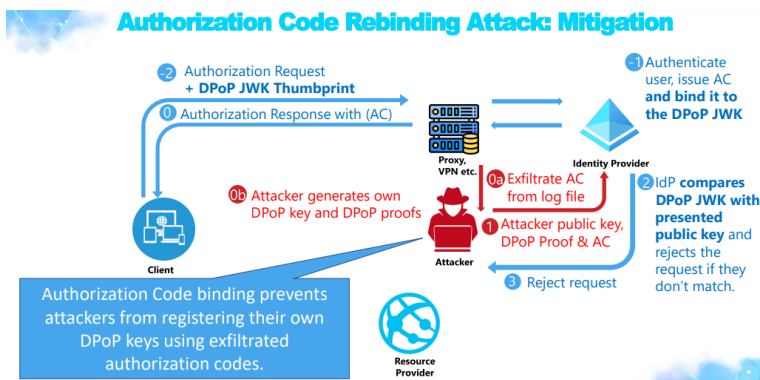 Authorization Code Rebinding Attack: Mitigation
-2 Authorization Request
+ DPoP JWK Thumbprint
0 Authorization Response with (AC)
-1 Authenticate
user, issue AC
and bind it to
the DPoP JWK
Proxy,
VPN etc.
Identity Provider
0a Exfiltrate AC
from log file
0b Attacker generates own
DPoP key and DPoP proofs
1 Attacker public key,
DPoP Proof & AC
2 IdP compares
DPoP JWK with
presented
public key and
rejects the
request if they
don't match.
Client
Attacker
3 Reject request
Authorization Code binding prevents
attackers from registering their own
DPoP keys using exfiltrated
authorization codes.
Resource
Provider